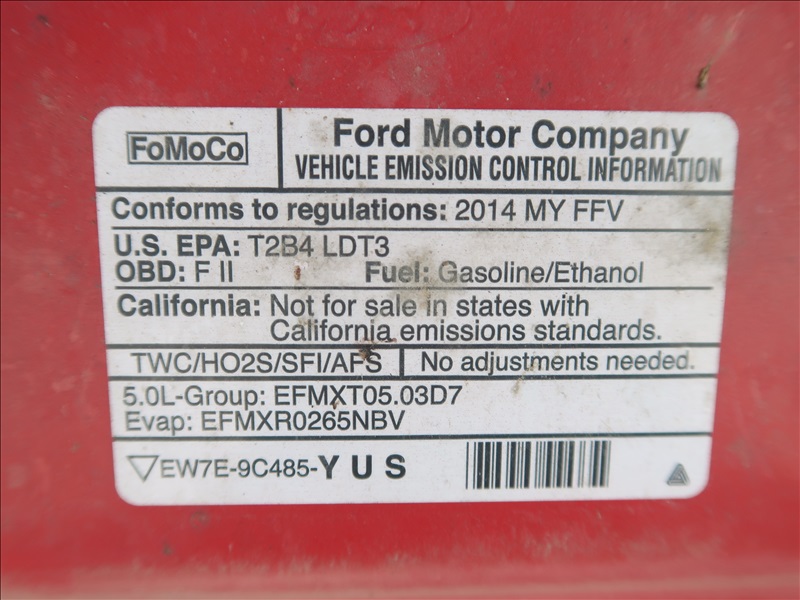 FoMoCo
Ford Motor Company
VEHICLE EMISSION CONTROL INFORMATION
Conforms to regulations: 2014 MY FFV
U.S. EPA: T2B4 LDT3
OBD: F II Fuel: Gasoline/Ethanol
California: Not for sale in states with
California emissions standards.
TWC/HO2S/SFI/AFS No adjustments needed.
5.0L-Group: EFMXT05.03D7
Evap: EFMXR0265NBV
▽EW7E-9C485-Y U S